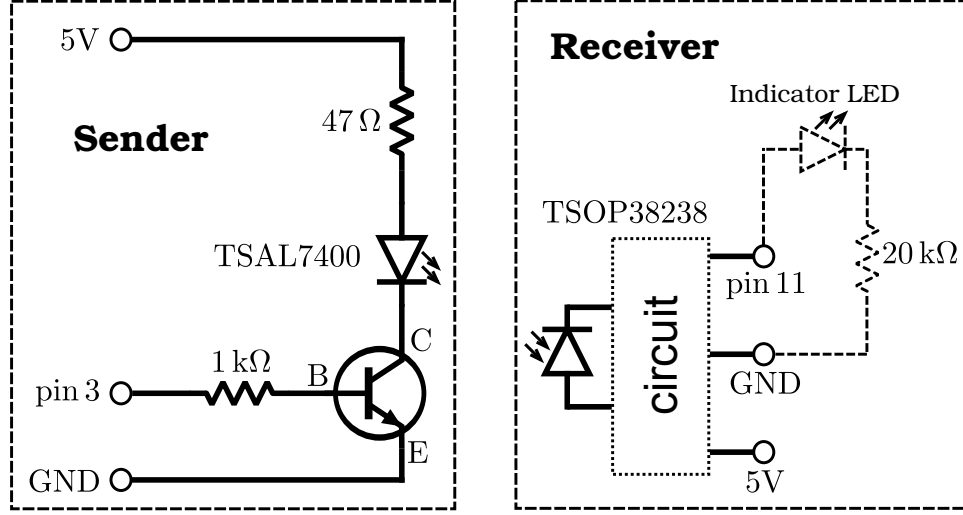 5V
Sender
47 Ω
TSAL7400
C
1 kΩ
B
pin 3
E
GND
Receiver
Indicator LED
TSOP38238
20 kΩ
pin 11
circuit
GND
5V